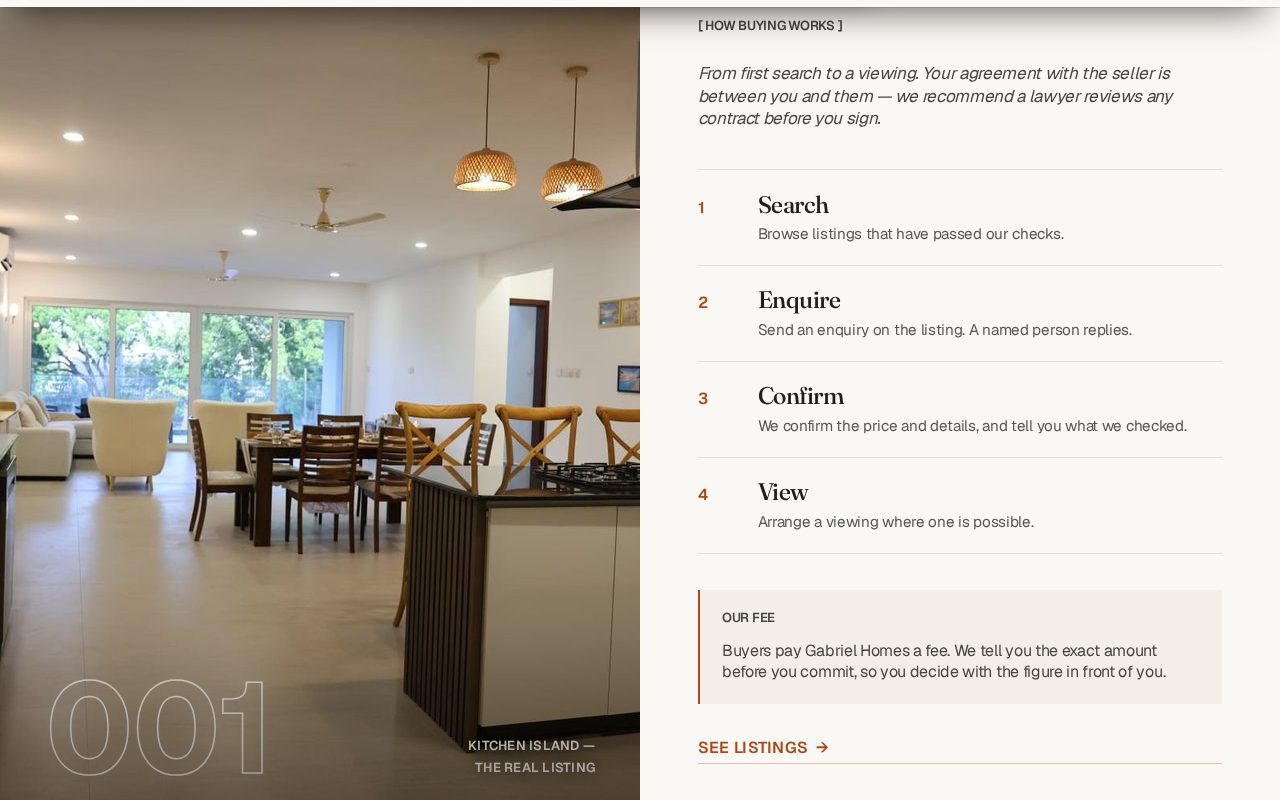 [ HOW BUYING WORKS ]
From first search to a viewing. Your agreement with the seller is
between you and them — we recommend a lawyer reviews any
contract before you sign.
1
Search
Browse listings that have passed our checks.
2
Enquire
Send an enquiry on the listing. A named person replies.
3
Confirm
We confirm the price and details, and tell you what we checked.
4
View
Arrange a viewing where one is possible.
OUR FEE
Buyers pay Gabriel Homes a fee. We tell you the exact amount
before you commit, so you decide with the figure in front of you.
SEE LISTINGS →
001
KITCHEN ISLAND —
THE REAL LISTING